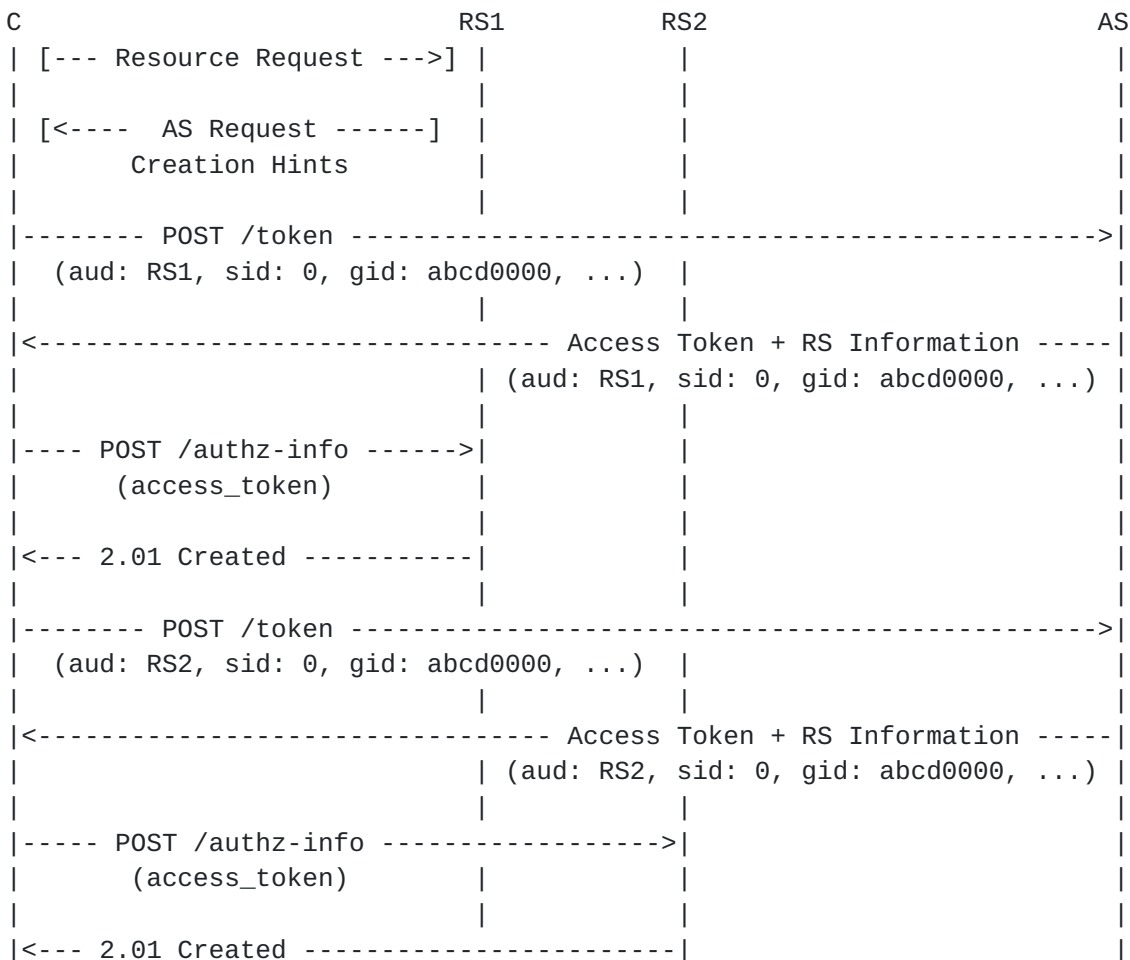 C                            RS1          RS2                         AS
| [--- Resource Request --->] |            |                           |
|                             |            |                           |
| [<----  AS Request ------]  |            |                           |
|       Creation Hints        |            |                           |
|                             |            |                           |
|-------- POST /token ------------------------------------------------>|
|  (aud: RS1, sid: 0, gid: abcd0000, ...)  |                           |
|                             |            |                           |
|<--------------------------------- Access Token + RS Information -----|
|                             | (aud: RS1, sid: 0, gid: abcd0000, ...) |
|                             |            |                           |
|---- POST /authz-info ------>|            |                           |
|      (access_token)         |            |                           |
|                             |            |                           |
|<--- 2.01 Created -----------|            |                           |
|                             |            |                           |
|-------- POST /token ------------------------------------------------>|
|  (aud: RS2, sid: 0, gid: abcd0000, ...)  |                           |
|                             |            |                           |
|<--------------------------------- Access Token + RS Information -----|
|                             | (aud: RS2, sid: 0, gid: abcd0000, ...) |
|                             |            |                           |
|----- POST /authz-info ------------------>|                           |
|       (access_token)        |            |                           |
|                             |            |                           |
|<--- 2.01 Created ------------------------|                           |